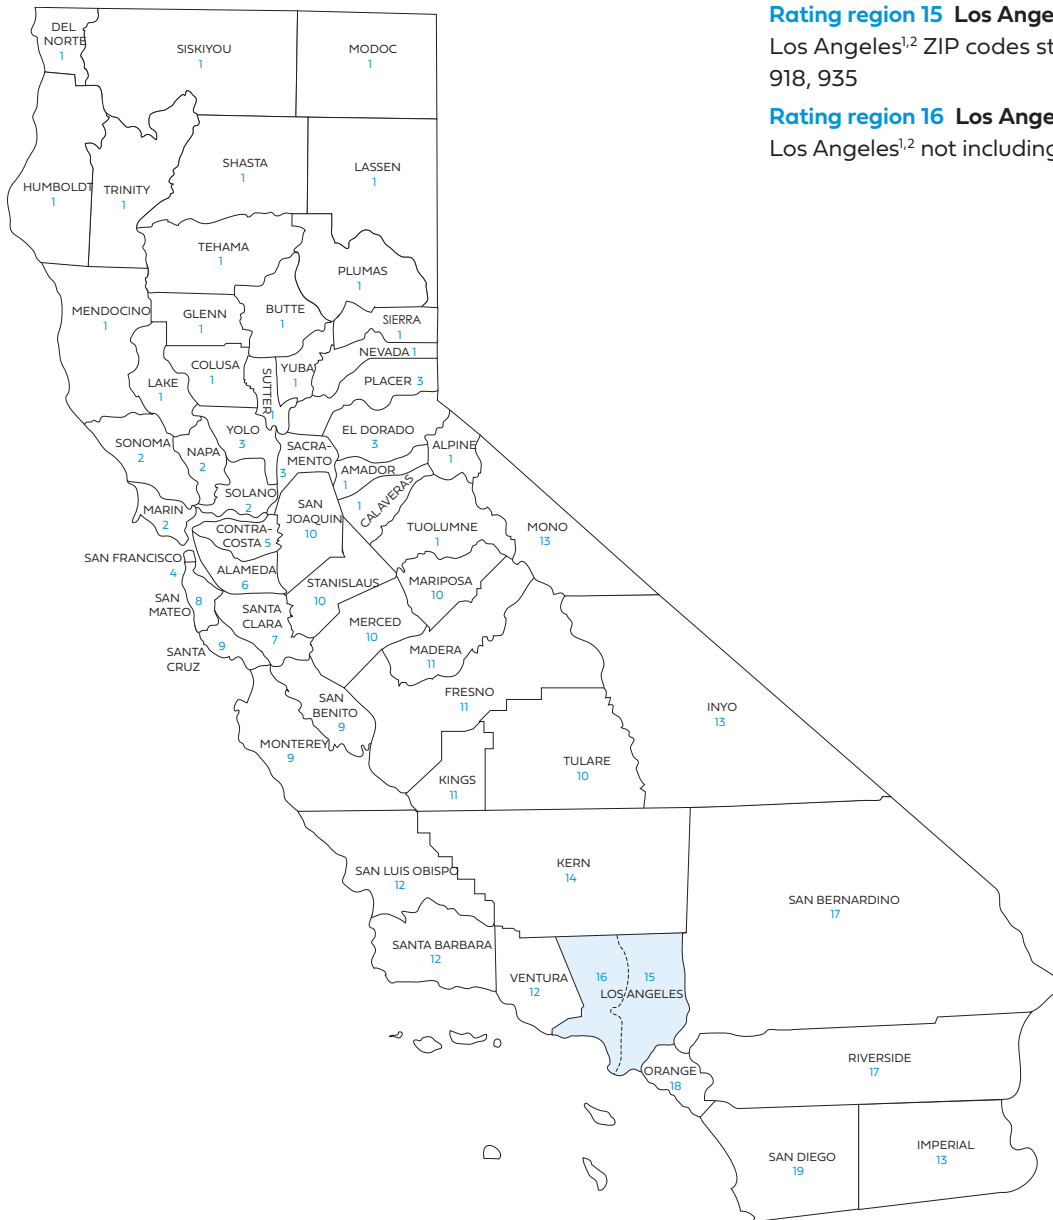 Rating region 15 Los Ange
Los Angeles1,2 ZIP codes st
918, 935
Rating region 16 Los Ange
Los Angeles1,2 not including
DEL
NORTE
1
SISKIYOU
1
MODOC
1
SHASTA
1
LASSEN
1
HUMBOLDT
1
TRINITY
1
TEHAMA
1
PLUMAS
1
MENDOCINO
1
GLENN
1
BUTTE
1
SIERRA
1
NEVADA 1
COLUSA
1
SUTTER
1
YUBA
1
PLACER 3
LAKE
1
SONOMA
2
NAPA
2
YOLO
3
SACRA-
MENTO
3
EL DORADO
3
ALPINE
1
AMADOR
1
CALAVERAS
1
SOLANO
2
MARIN
2
SAN
JOAQUIN
10
TUOLUMNE
1
MONO
13
CONTRA-
COSTA 5
SAN FRANCISCO
4
ALAMEDA
6
STANISLAUS
10
MARIPOSA
10
SAN
MATEO
8
SANTA
CLARA
7
MERCED
10
SANTA
CRUZ
9
MADERA
11
FRESNO
11
SAN
BENITO
9
INYO
13
MONTEREY
9
TULARE
10
KINGS
11
SAN LUIS OBISPO
12
KERN
14
SAN BERNARDINO
17
SANTA BARBARA
12
VENTURA
12
16
15
LOS ANGELES
ORANGE
18
RIVERSIDE
17
SAN DIEGO
19
IMPERIAL
13